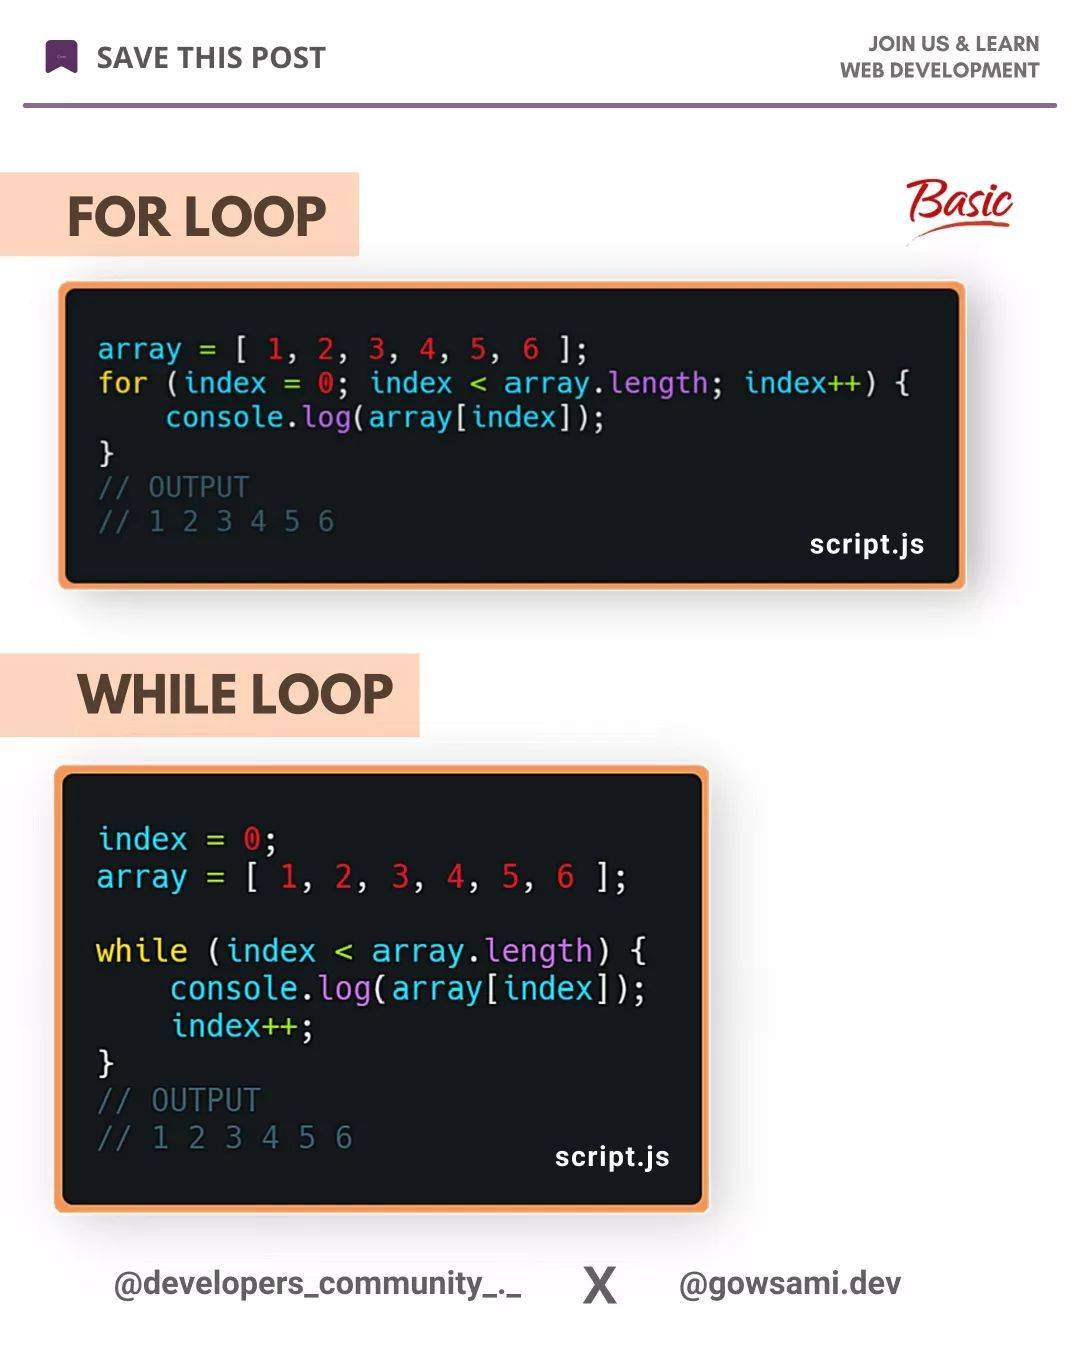 SAVE THIS POST
JOIN US & LEARN
WEB DEVELOPMENT
FOR LOOP
Basic
array = [ 1, 2, 3, 4, 5, 6 ];
for (index = 0; index < array.length; index++) {
    console.log(array[index]);
}
// OUTPUT
// 1 2 3 4 5 6
script.js
WHILE LOOP
index = 0;
array = [ 1, 2, 3, 4, 5, 6 ];
while (index < array.length) {
    console.log(array[index]);
    index++;
}
// OUTPUT
// 1 2 3 4 5 6
script.js
@developers_community_._ X @gowsami.dev